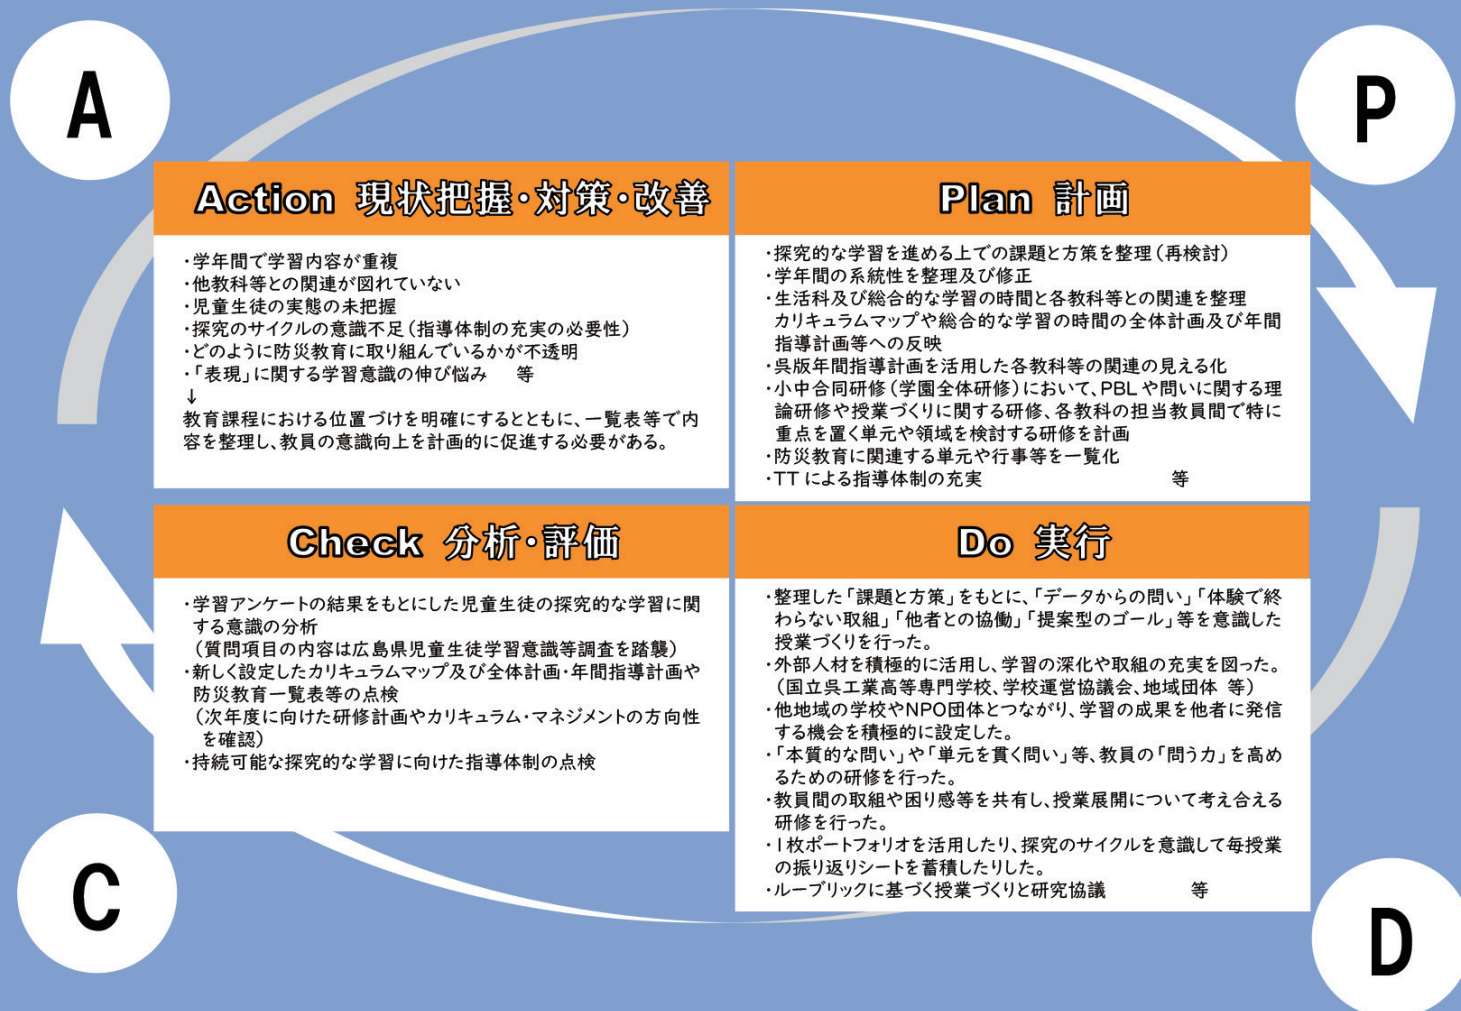 A
P
Action 現状把握・対策・改善
・学年間で学習内容が重複
・他教科等との関連が図れていない
・児童生徒の実態の未把握
・探究のサイクルの意識不足（指導体制の充実の必要性）
・どのように防災教育に取り組んでいるかが不透明
・「表現」に関する学習意識の伸び悩み　等
↓
教育課程における位置づけを明確にするとともに、一覧表等で内
容を整理し、教員の意識向上を計画的に促進する必要がある。
Plan 計画
・探究的な学習を進める上での課題と方策を整理（再検討）
・学年間の系統性を整理及び修正
・生活科及び総合的な学習の時間と各教科等との関連を整理
カリキュラムマップや総合的な学習の時間の全体計画及び年間
指導計画等への反映
・呉版年間指導計画を活用した各教科等の関連の見える化
・小中合同研修（学園全体研修）において、PBLや問いに関する理
論研修や授業づくりに関する研修、各教科の担当教員間で特に
重点を置く単元や領域を検討する研修を計画
・防災教育に関連する単元や行事等を一覧化
・TTによる指導体制の充実　等
Check 分析・評価
・学習アンケートの結果をもとにした児童生徒の探究的な学習に関
する意識の分析
（質問項目の内容は広島県児童生徒学習意識等調査を踏襲）
・新しく設定したカリキュラムマップ及び全体計画・年間指導計画や
防災教育一覧表等の点検
（次年度に向けた研修計画やカリキュラム・マネジメントの方向性
を確認）
・持続可能な探究的な学習に向けた指導体制の点検
Do 実行
・整理した「課題と方策」をもとに、「データからの問い」「体験で終
わらない取組」「他者との協働」「提案型のゴール」等を意識した
授業づくりを行った。
・外部人材を積極的に活用し、学習の深化や取組の充実を図った。
（国立呉工業高等専門学校、学校運営協議会、地域団体 等）
・他地域の学校やNPO団体とつながり、学習の成果を他者に発信
する機会を積極的に設定した。
・「本質的な問い」や「単元を貫く問い」等、教員の「問う力」を高め
るための研修を行った。
・教員間の取組や困り感等を共有し、授業展開について考え合える
研修を行った。
・1枚ポートフォリオを活用したり、探究のサイクルを意識して毎授業
の振り返りシートを蓄積したりした。
・ルーブリックに基づく授業づくりと研究協議　等
C
D